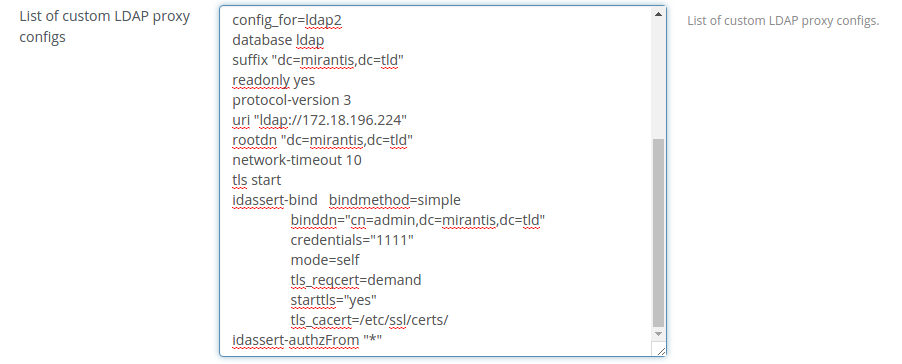 List of custom LDAP proxy
configs
config_for=ldap2
database ldap
suffix "dc=mirantis,dc=tld"
readonly yes
protocol-version 3
uri "ldap://172.18.196.224"
rootdn "dc=mirantis,dc=tld"
network-timeout 10
tls start
idassert-bind   bindmethod=simple
binddn="cn=admin,dc=mirantis,dc=tld"
credentials="1111"
mode=self
tls_reqcert=demand
starttls="yes"
tls_cacert=/etc/ssl/certs/
idassert-authzFrom "*"
List of custom LDAP proxy configs.